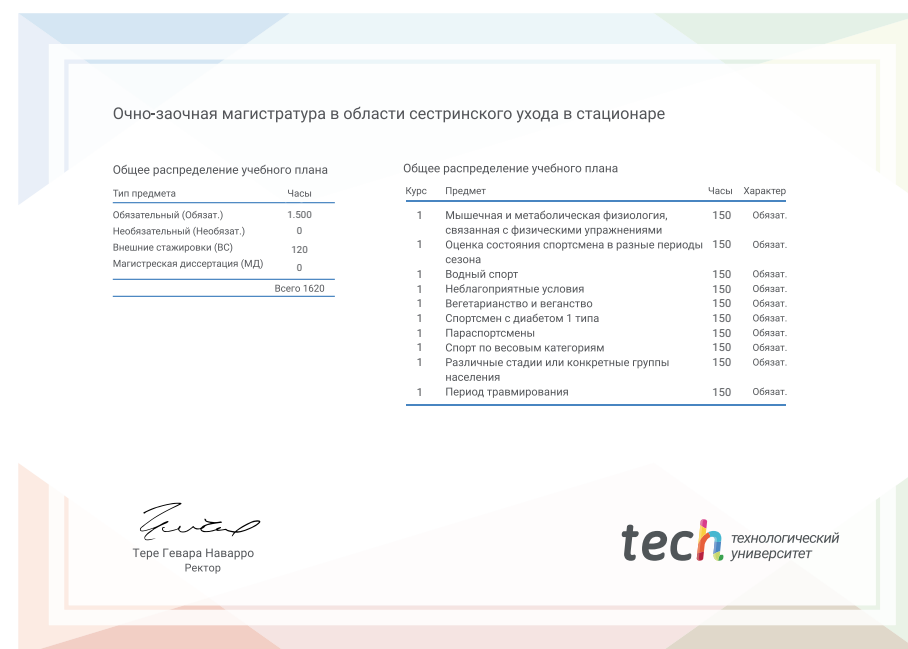 Очно-заочная магистратура в области сестринского ухода в стационаре
Общее распределение учебного плана
Тип предмета Часы
Обязательный (Обязат.) 1.500
Необязательный (Необязат.) 0
Внешние стажировки (ВС) 120
Магистреская диссертация (МД) 0
Всего 1620
Общее распределение учебного плана
Курс Предмет Часы Характер
1 Мышечная и метаболическая физиология, 150 Обязат.
связанная с физическими упражнениями
1 Оценка состояния спортсмена в разные периоды 150 Обязат.
сезона
1 Водный спорт 150 Обязат.
1 Неблагоприятные условия 150 Обязат.
1 Вегетарианство и веганство 150 Обязат.
1 Спортсмен с диабетом 1 типа 150 Обязат.
1 Параспортсмены 150 Обязат.
1 Спорт по весовым категориям 150 Обязат.
1 Различные стадии или конкретные группы 150 Обязат.
населения
1 Период травмирования 150 Обязат.
Тере Гевара Наварро
Ректор
tech технологический
университет